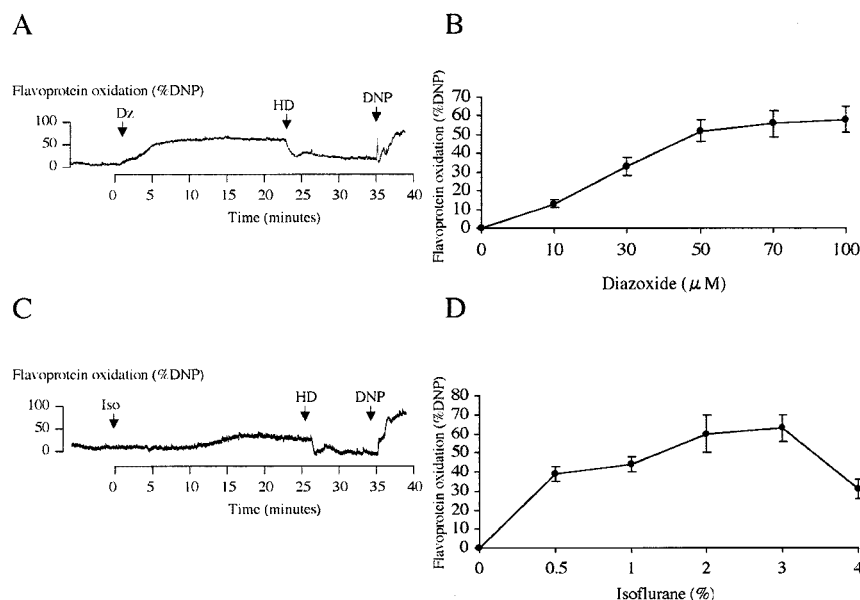 A
Flavoprotein oxidation (%DNP)
Dz
HD
DNP
100
50
0
0 5 10 15 20 25 30 35 40
Time (minutes)
B
Flavoprotein oxidation (%DNP)
70
60
50
40
30
20
10
0
0 10 30 50 70 100
Diazoxide (μM)
C
Flavoprotein oxidation (%DNP)
Iso
HD
DNP
100
50
0
0 5 10 15 20 25 30 35 40
Time (minutes)
D
Flavoprotein oxidation (%DNP)
80
70
60
50
40
30
20
10
0
0 0.5 1 2 3 4
Isoflurane (%)